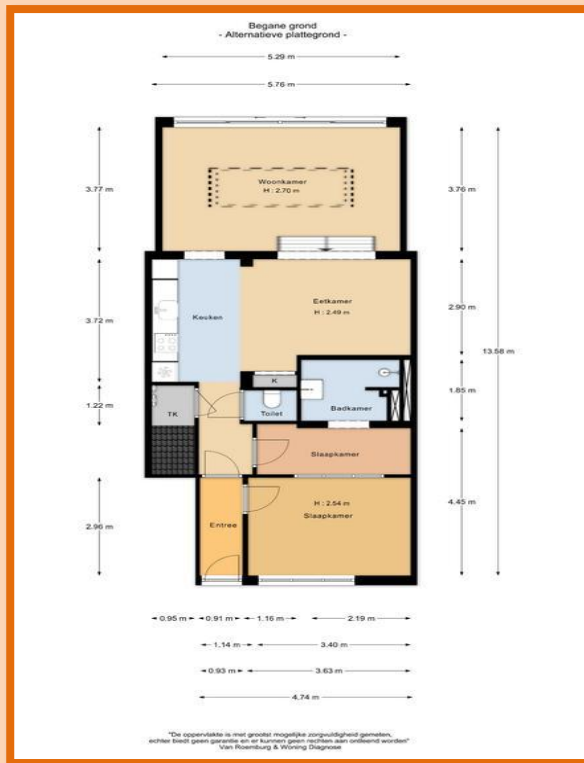 Begane grond
- Alternatieve plattegrond -
5.29 m
5.76 m
3.77 m
Woonkamer
H : 2.70 m
3.76 m
3.72 m
Keuken
Eetkamer
H : 2.49 m
2.90 m
13.58 m
K
1.85 m
1.22 m
TK
Toilet
Badkamer
Slaapkamer
4.45 m
2.96 m
Entree
H : 2.54 m
Slaapkamer
0.95 m
0.91 m
1.16 m
2.19 m
1.14 m
3.40 m
0.93 m
3.63 m
4.74 m
"De oppervlakte is met grootst mogelijke zorgvuldigheid gemeten,
echter biedt geen garantie en er kunnen geen rechten aan ontleend worden"
Van Roemburg & Woning Diagnose